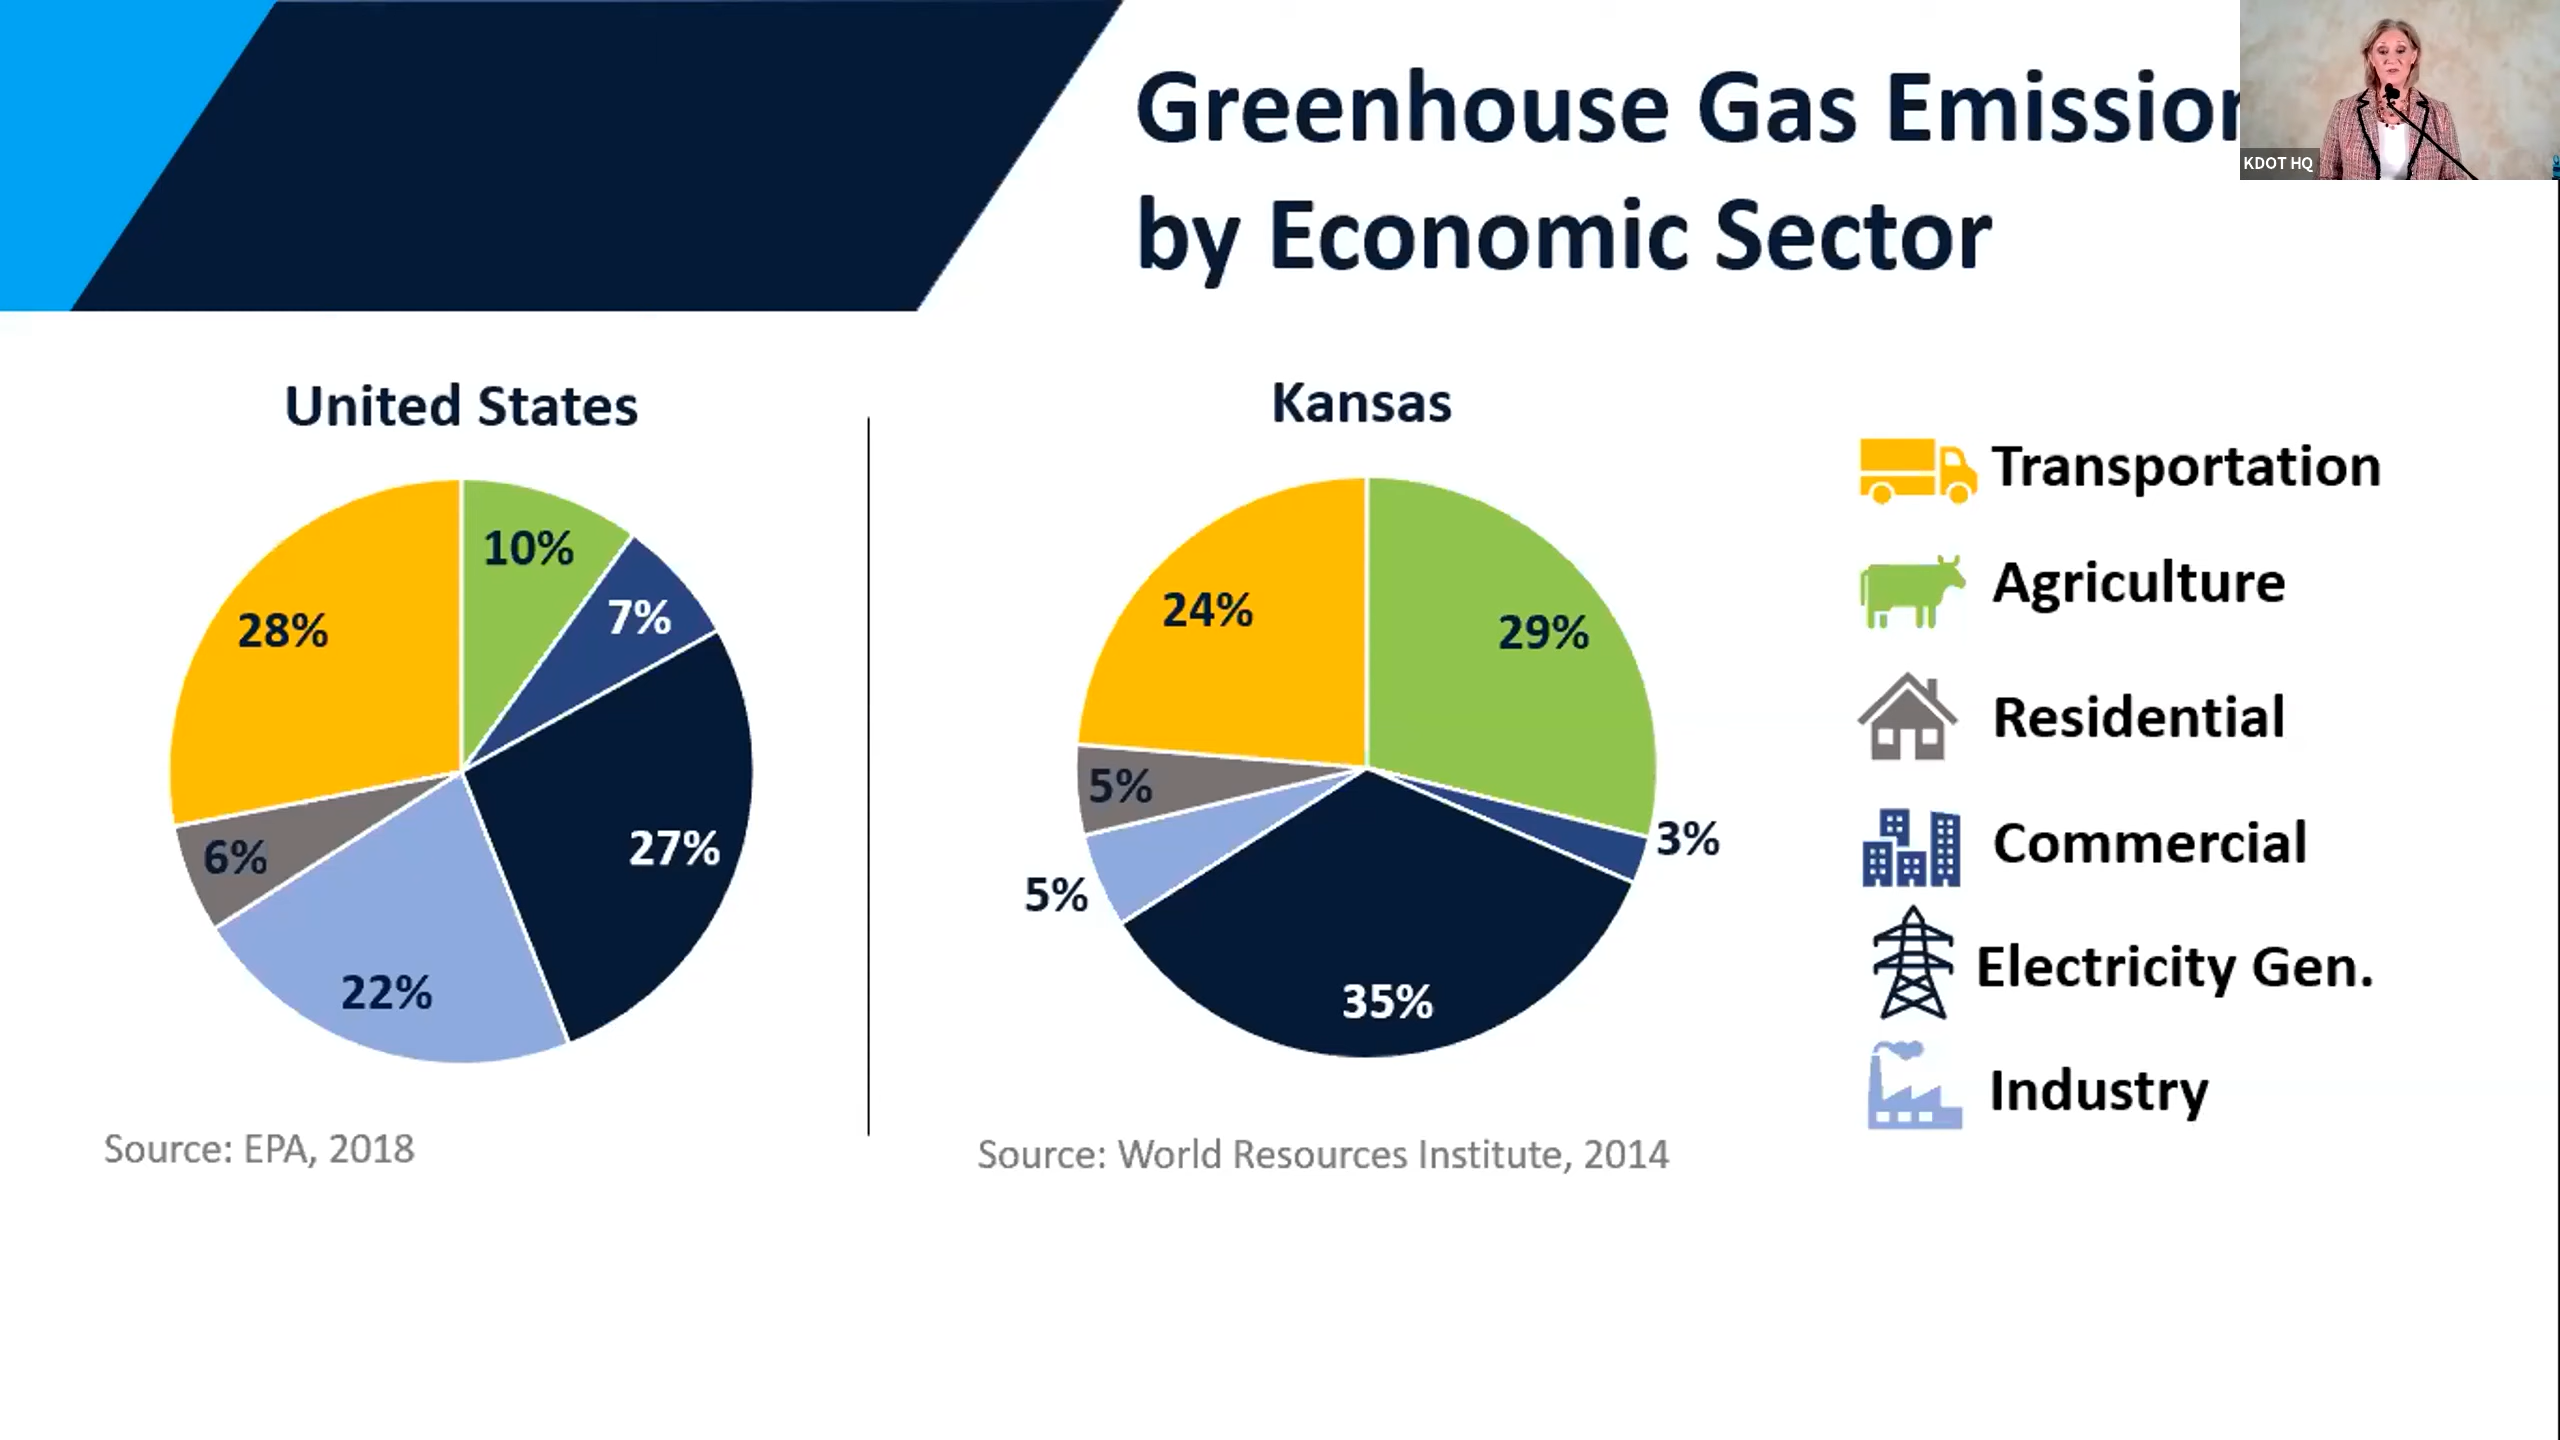 Greenhouse Gas Emission
by Economic Sector
KDOT HQ
United States
10%
7%
28%
27%
6%
22%
Source: EPA, 2018
Kansas
24%
29%
5%
3%
5%
35%
Source: World Resources Institute, 2014
Transportation
Agriculture
Residential
Commercial
Electricity Gen.
Industry